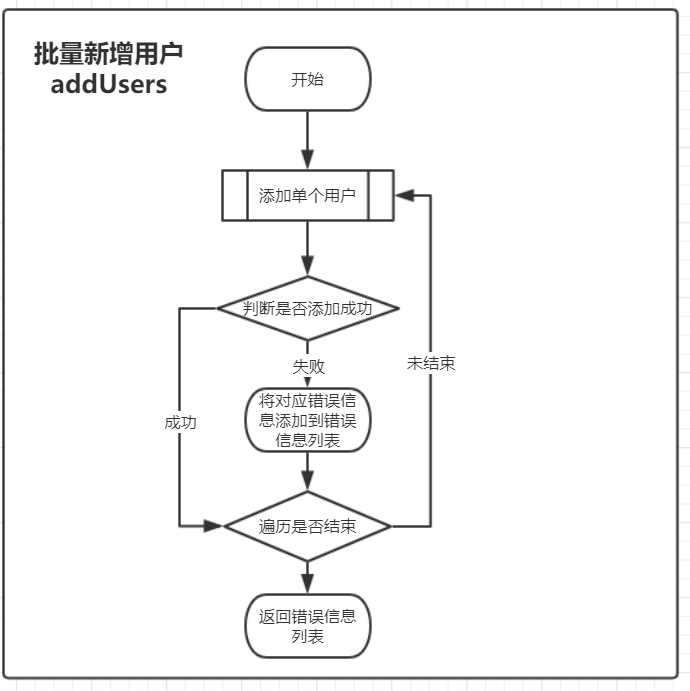 批量新增用户
addUsers
开始
添加单个用户
判断是否添加成功
失败
未结束
将对应错误信
息添加到错误
信息列表
成功
遍历是否结束
返回错误信息
列表